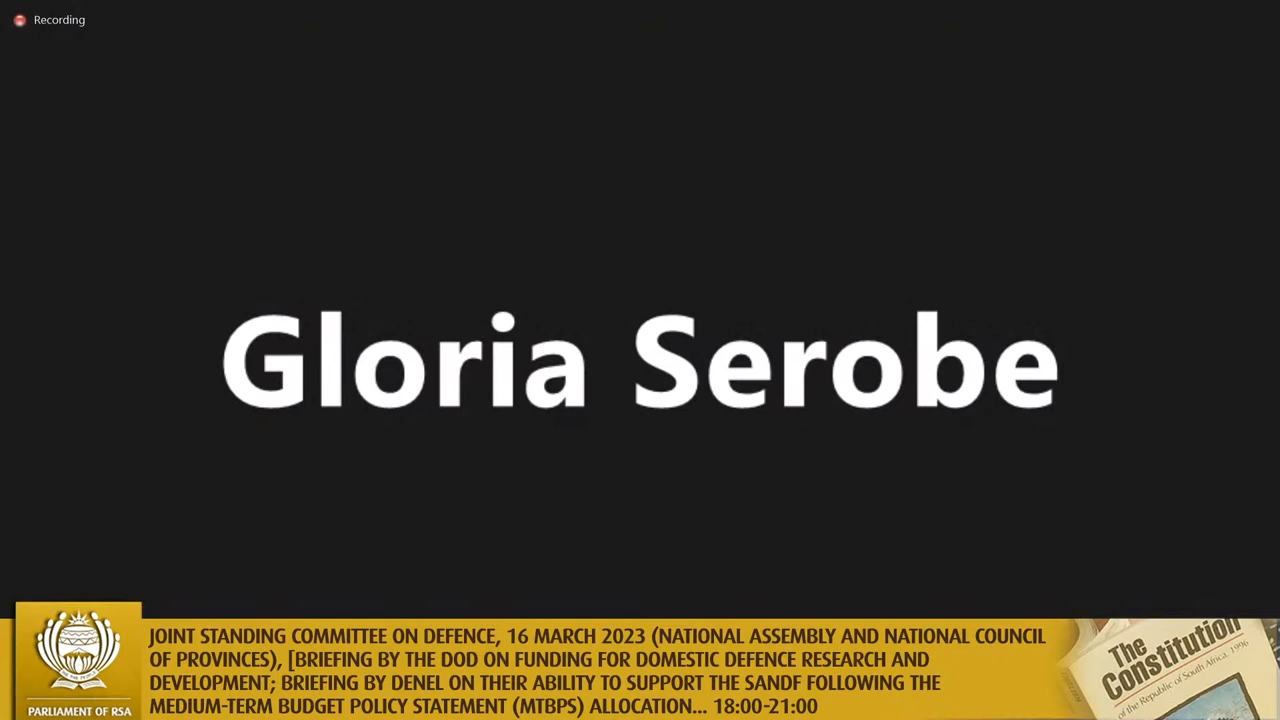 Recording
Gloria Serobe
JOINT STANDING COMMITTEE ON DEFENCE, 16 MARCH 2023 (NATIONAL ASSEMBLY AND NATIONAL COUNCIL
OF PROVINCES), [BRIEFING BY THE DOD ON FUNDING FOR DOMESTIC DEFENCE RESEARCH AND
DEVELOPMENT; BRIEFING BY DENEL ON THEIR ABILITY TO SUPPORT THE SANDF FOLLOWING THE
MEDIUM-TERM BUDGET POLICY STATEMENT (MTBPS) ALLOCATION... 18:00-21:00
PARLIAMENT OF RSA
The
Constitution
of the Republic of South Africa, 1996